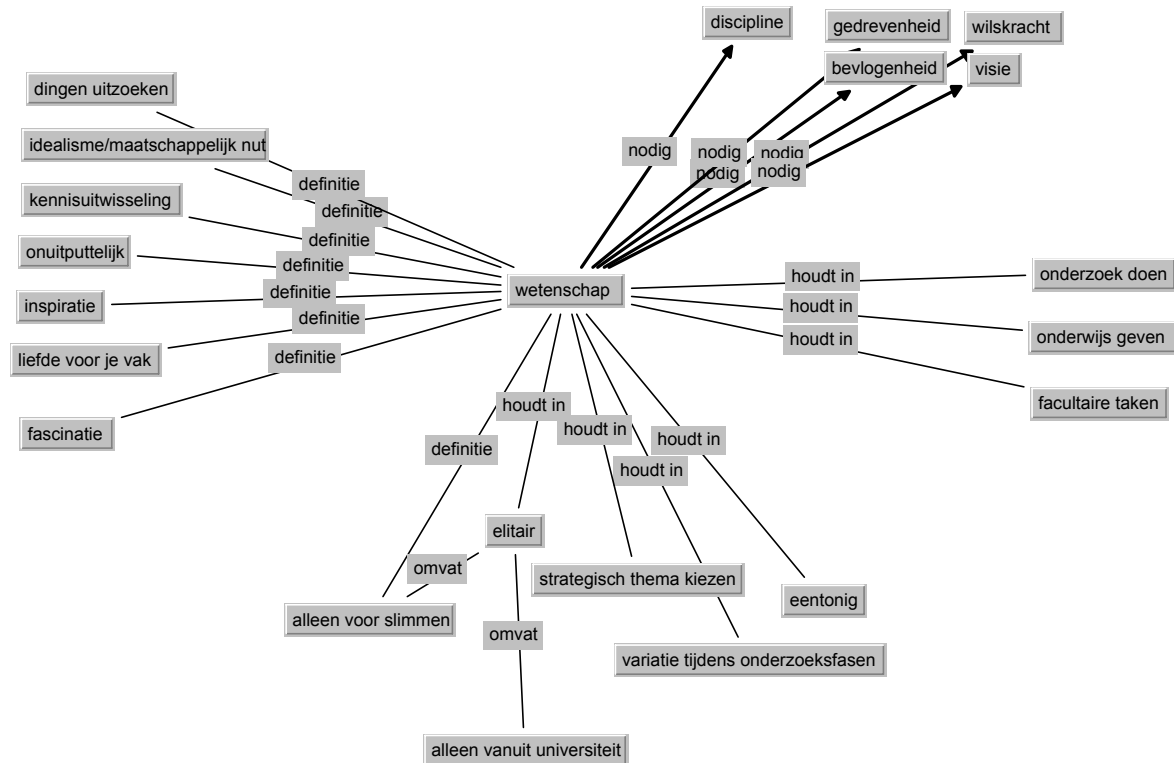 discipline
gedrevenheid
wilskracht
bevlogenheid
visie
dingen uitzoeken
idealisme/maatschappelijk nut
nodig
nodig
nodig
nodig
nodig
definitie
kennisuitwisseling
definitie
definitie
onuitputtelijk
definitie
houdt in
onderzoek doen
inspiratie
definitie
wetenschap
houdt in
definitie
onderwijs geven
houdt in
liefde voor je vak
definitie
facultaire taken
houdt in
fascinatie
houdt in
houdt in
definitie
houdt in
elitair
omvat
strategisch thema kiezen
eentonig
alleen voor slimmen
omvat
variatie tijdens onderzoeksfasen
alleen vanuit universiteit